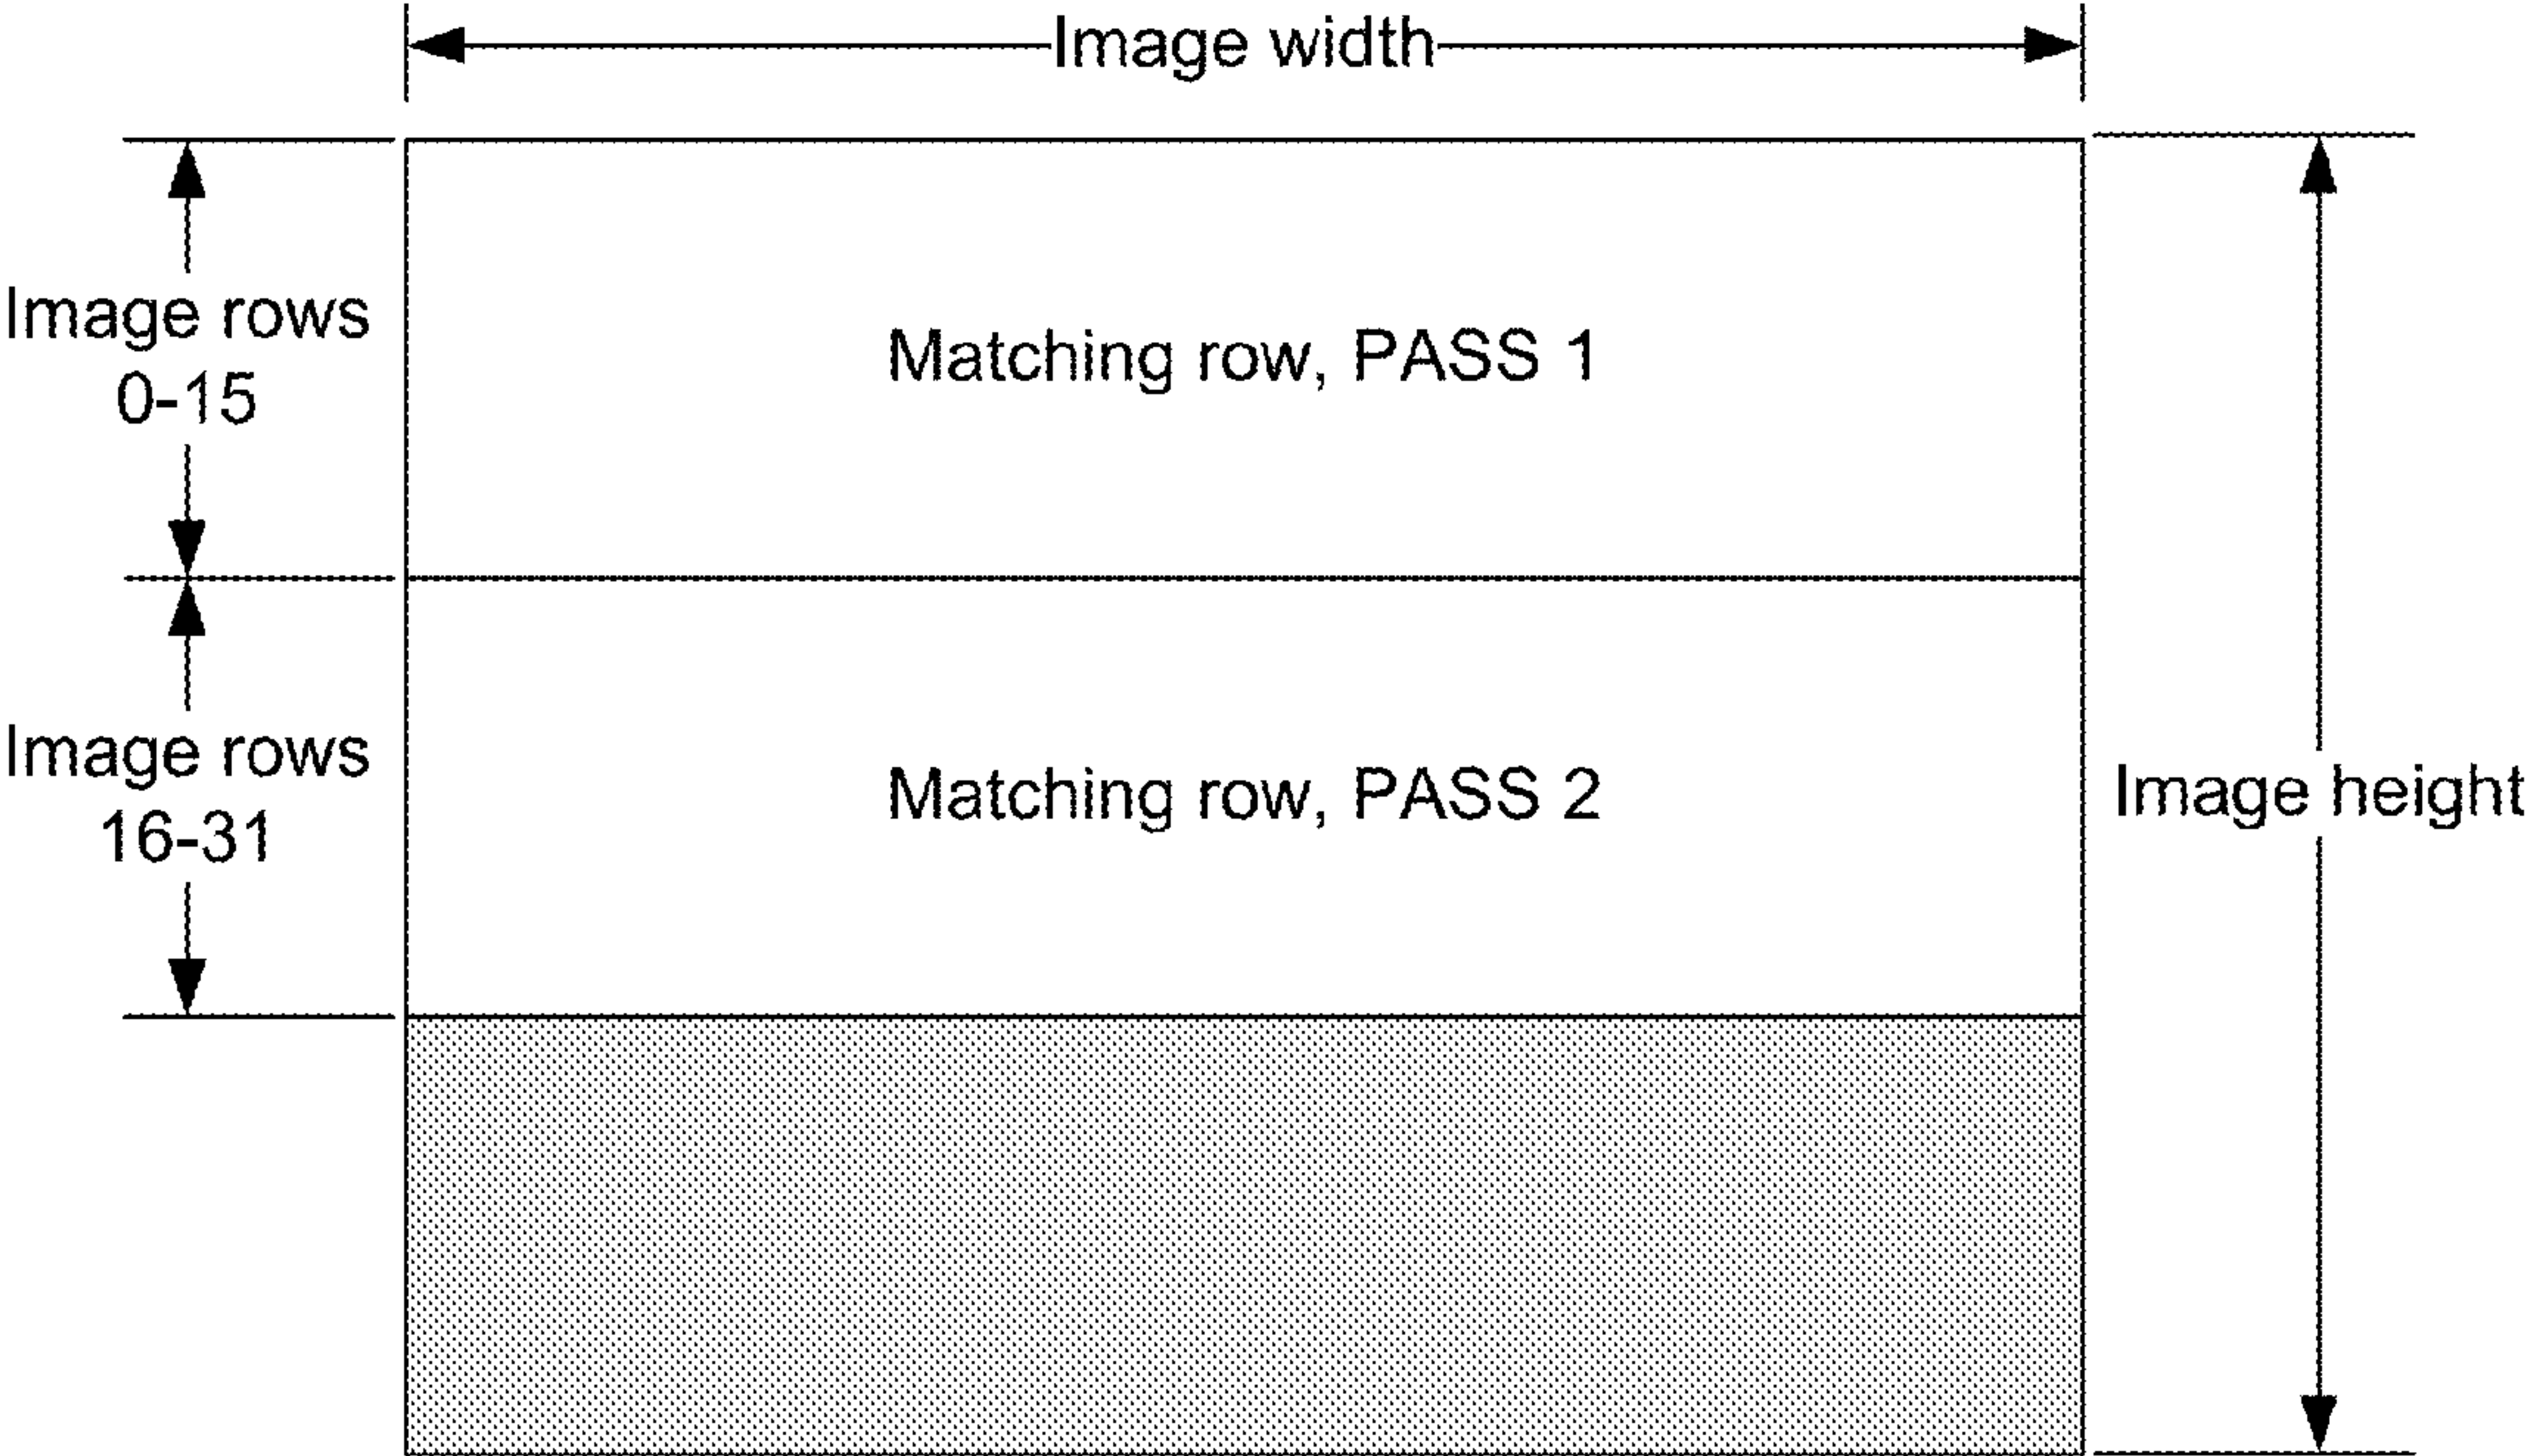 Image width
Image rows
0-15
Matching row, PASS 1
Image rows
16-31
Matching row, PASS 2
Image height